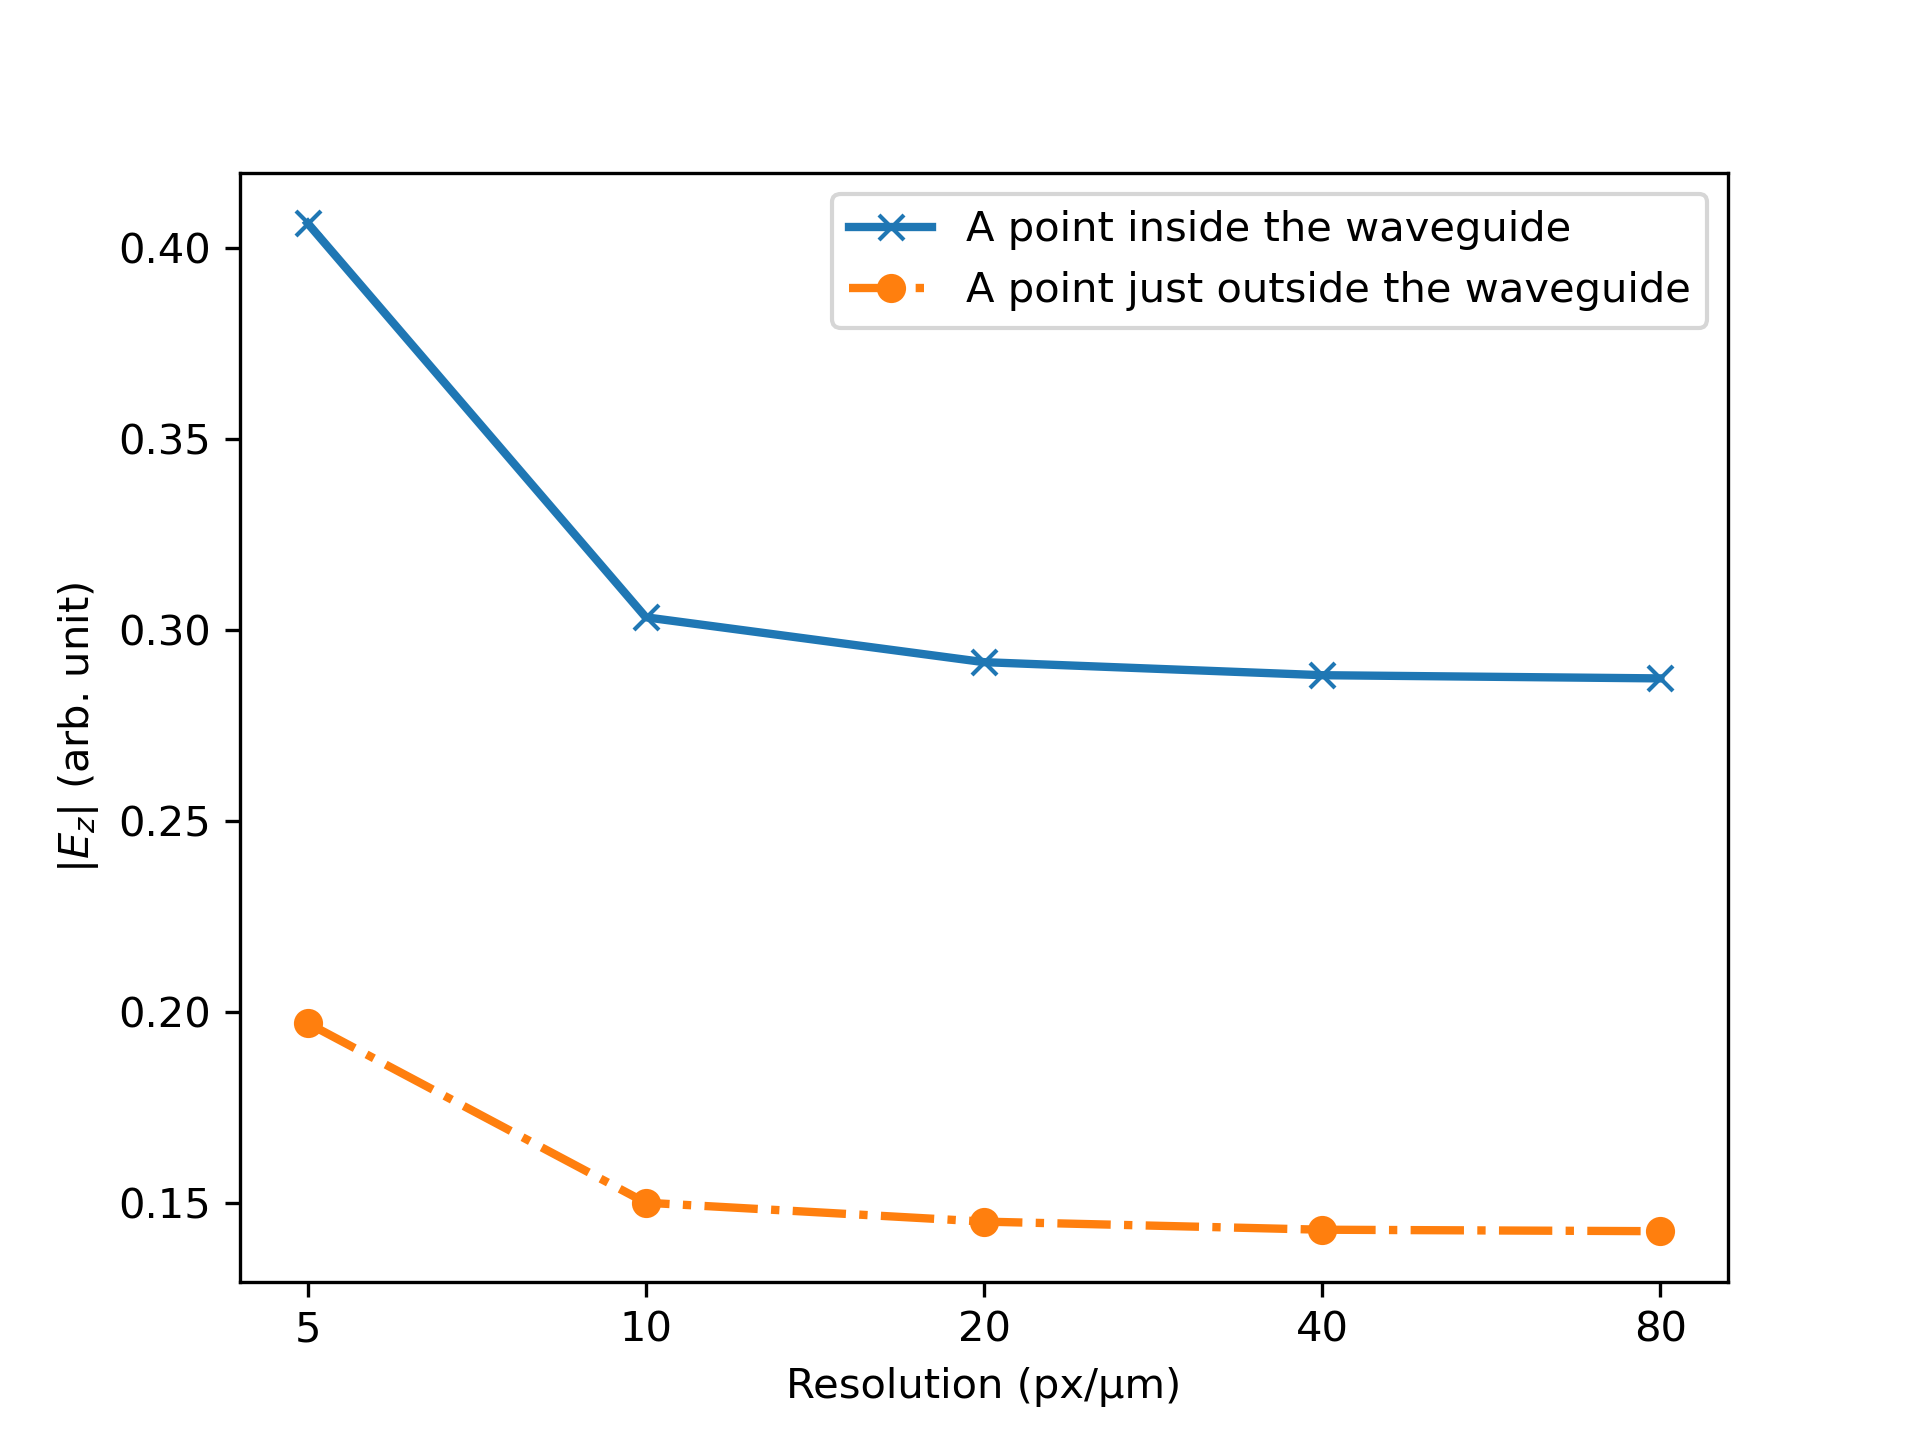 A point inside the waveguide
A point just outside the waveguide
0.40
0.35
0.30
0.25
0.20
0.15
|E_z| (arb. unit)
5 10 20 40 80
Resolution (px/μm)